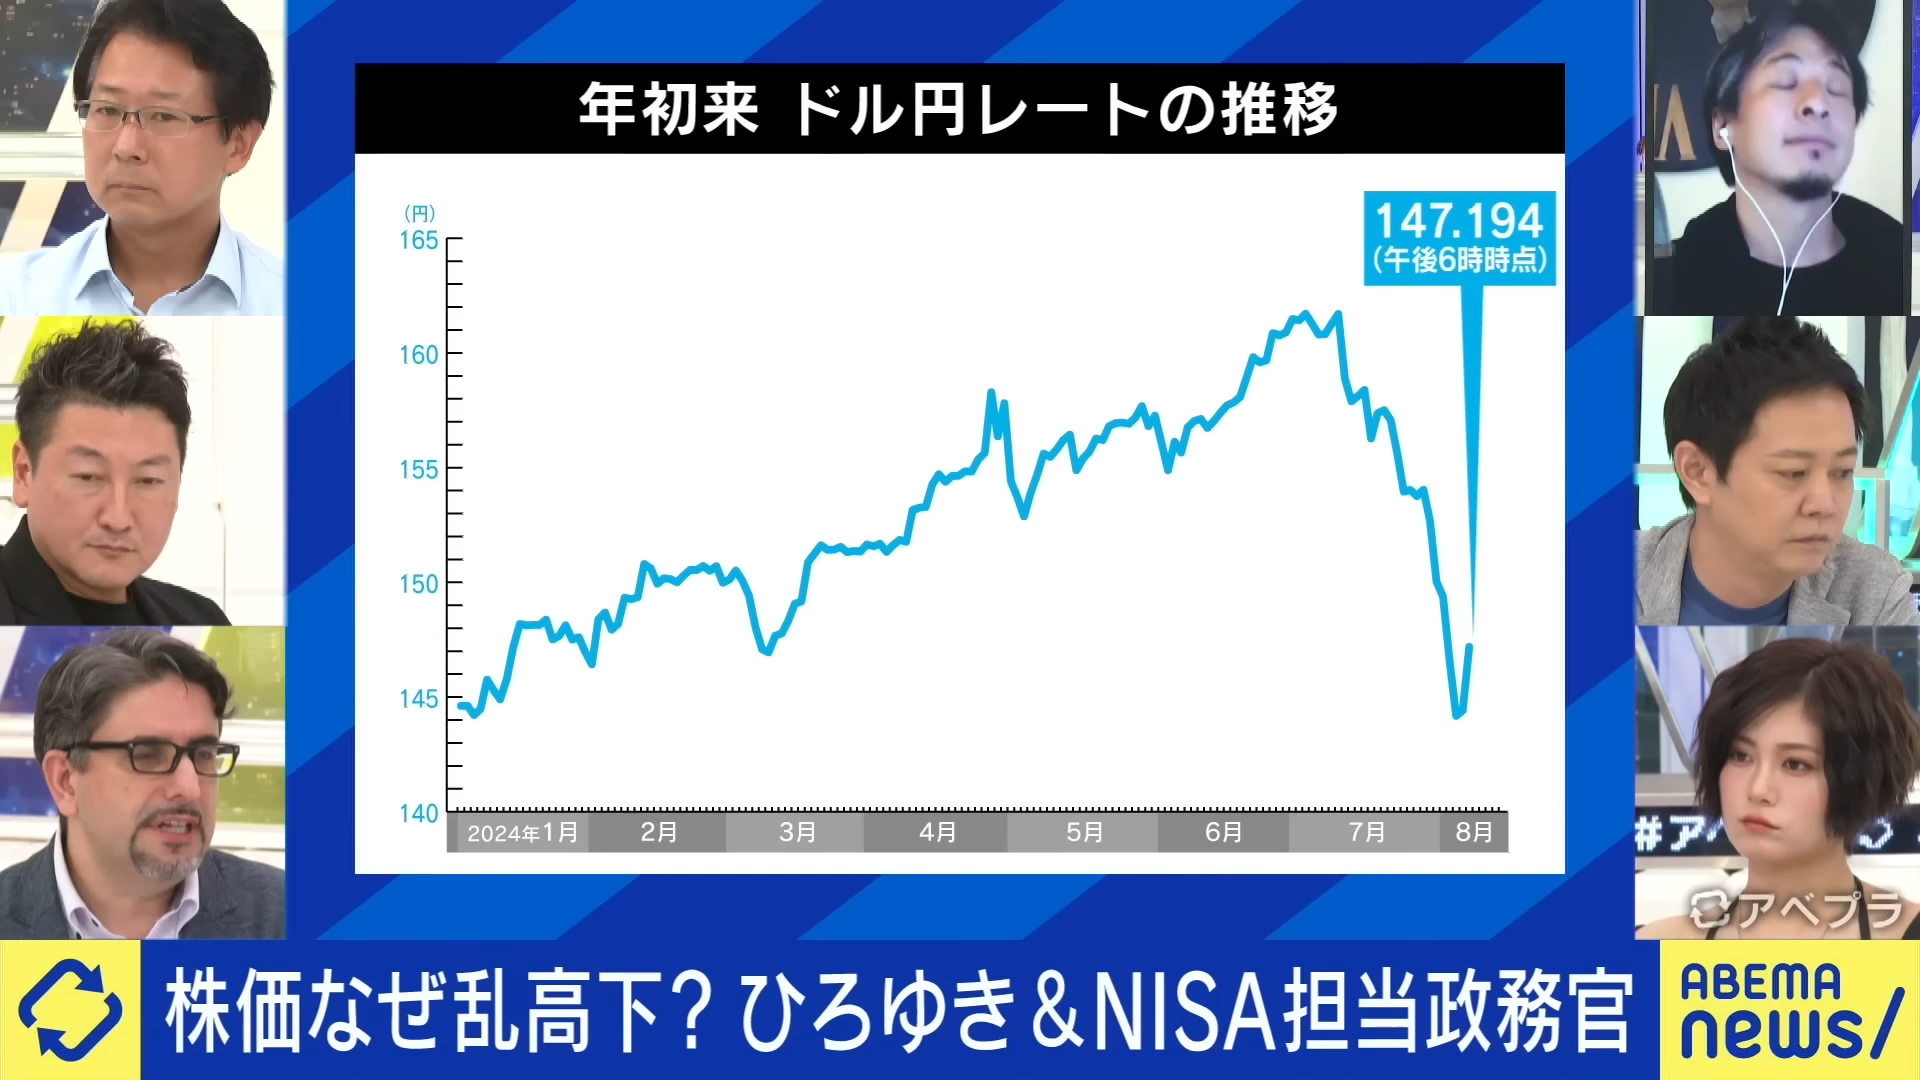 年初来 ドル円レートの推移
(円)
165
160
155
150
145
140
147.194
(午後6時時点)
2024年1月 2月 3月 4月 5月 6月 7月 8月
#ア
アベプラ
株価なぜ乱高下?ひろゆき&NISA担当政務官
ABEMA
news/